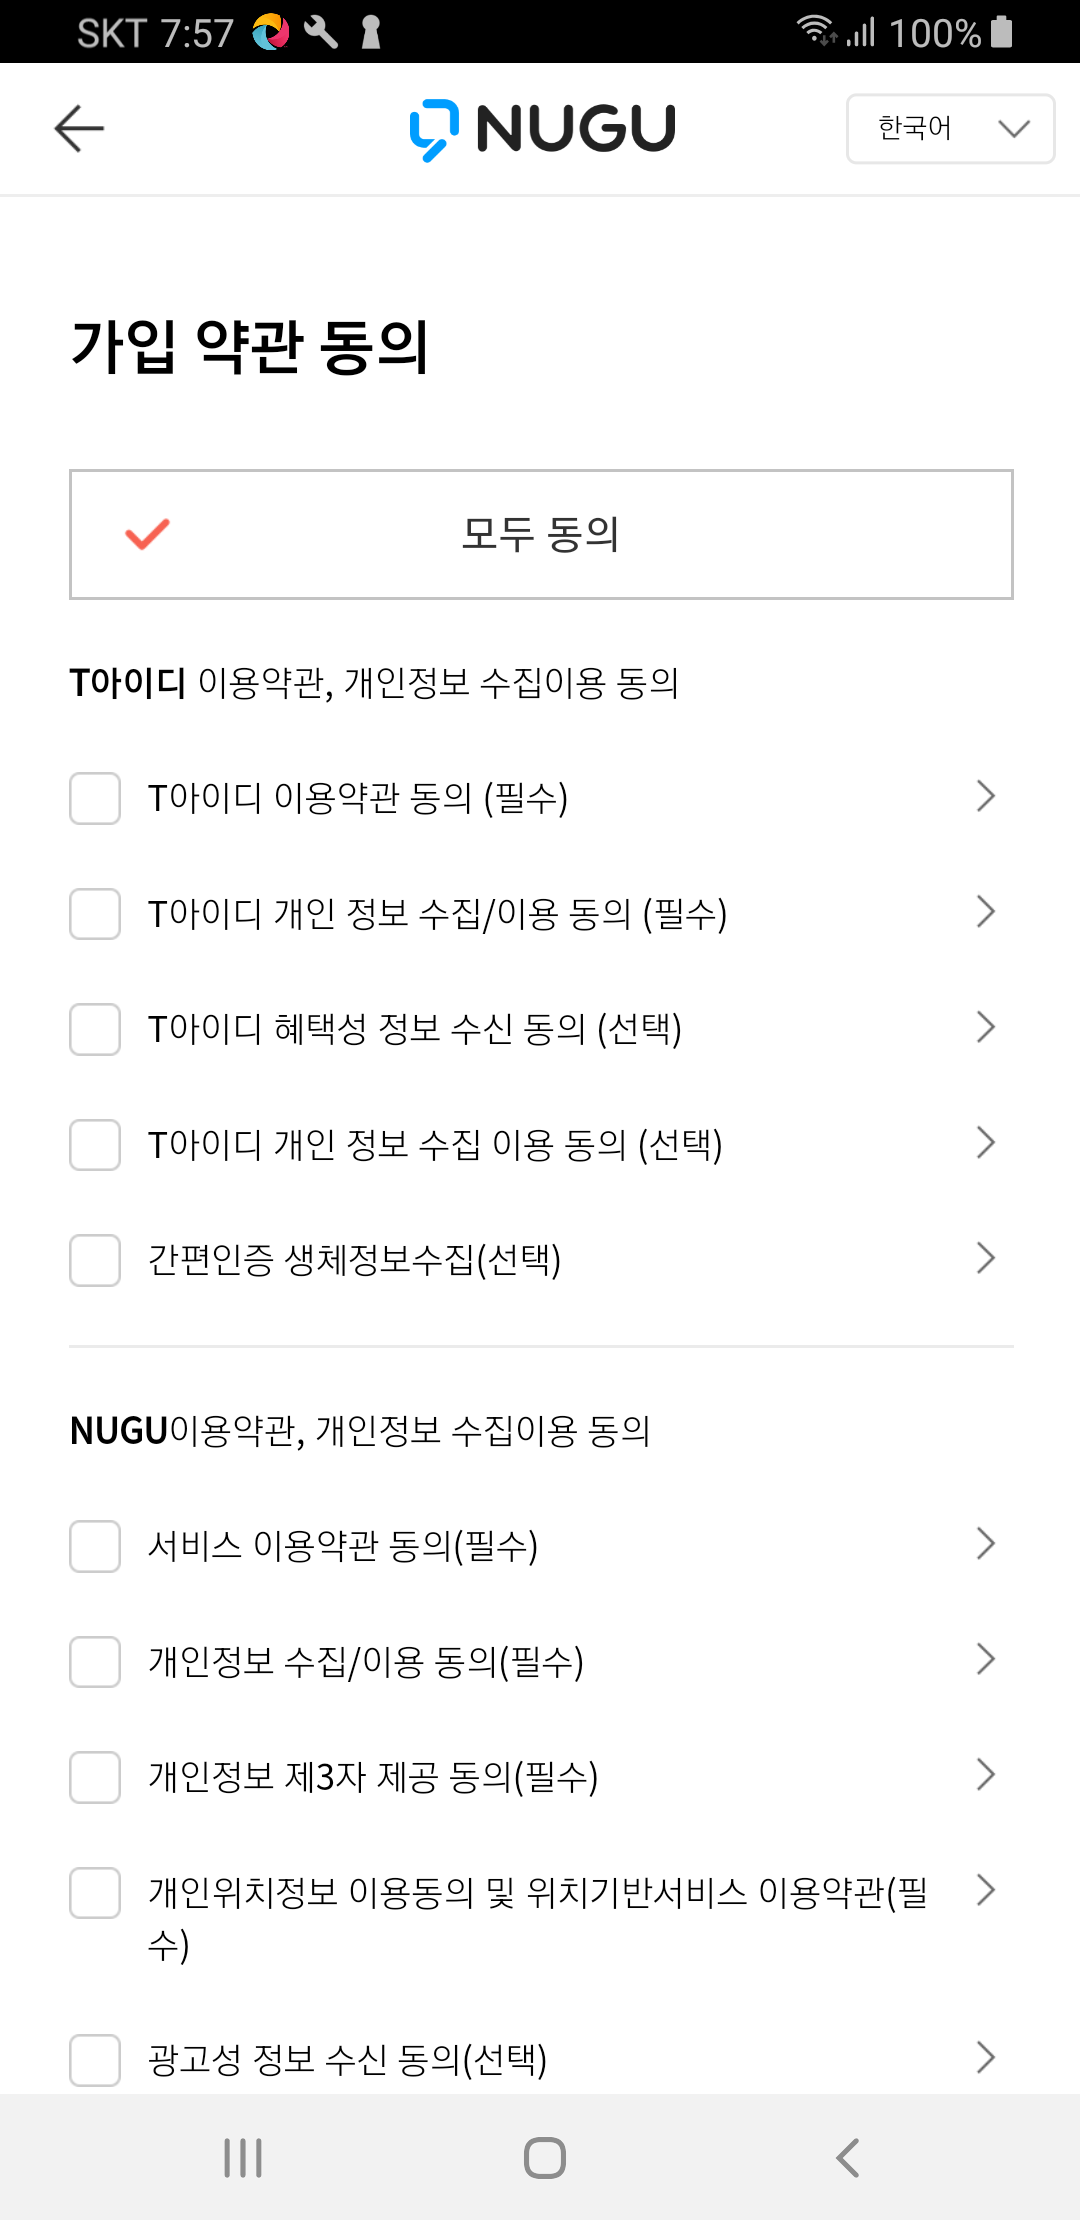 SKT 7:57 100%
NUGU 한국어
가입 약관 동의
모두 동의
T아이디 이용약관, 개인정보 수집이용 동의
T아이디 이용약관 동의 (필수)
T아이디 개인 정보 수집/이용 동의 (필수)
T아이디 혜택성 정보 수신 동의 (선택)
T아이디 개인 정보 수집 이용 동의 (선택)
간편인증 생체정보수집(선택)
NUGU이용약관, 개인정보 수집이용 동의
서비스 이용약관 동의(필수)
개인정보 수집/이용 동의(필수)
개인정보 제3자 제공 동의(필수)
개인위치정보 이용동의 및 위치기반서비스 이용약관(필
수)
광고성 정보 수신 동의(선택)